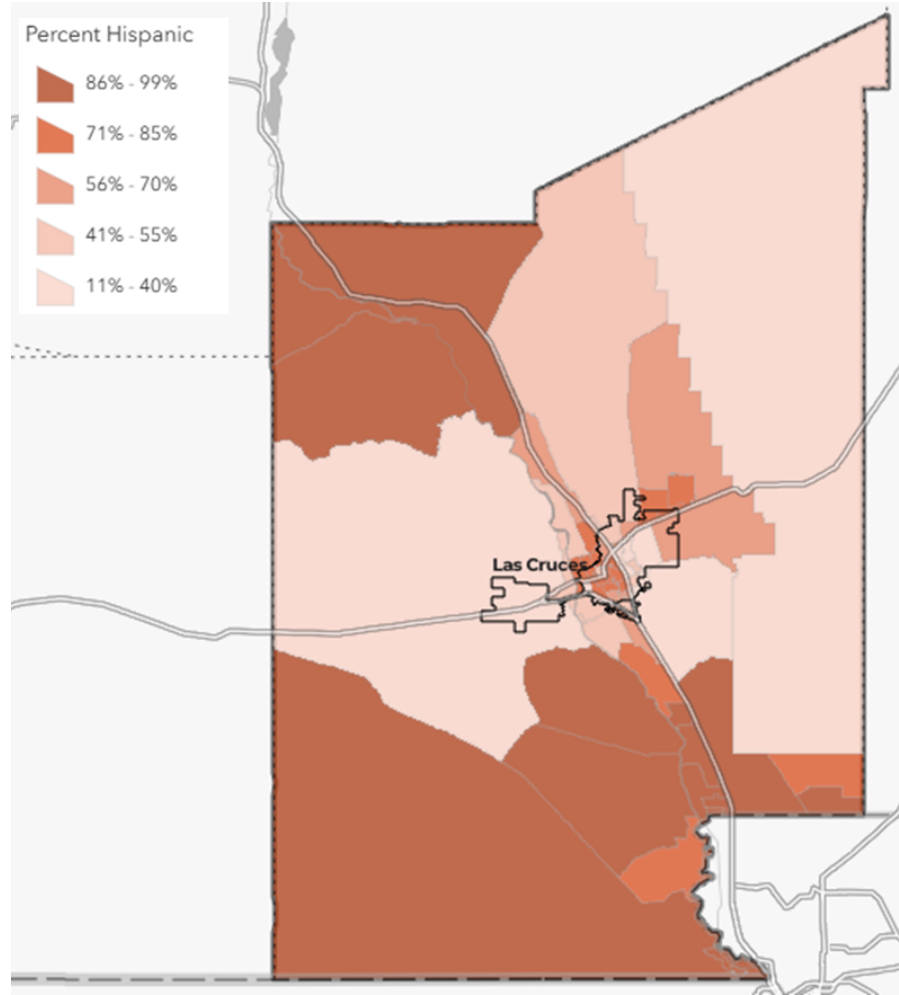 Percent Hispanic
86% - 99%
71% - 85%
56% - 70%
41% - 55%
11% - 40%
Las Cruces